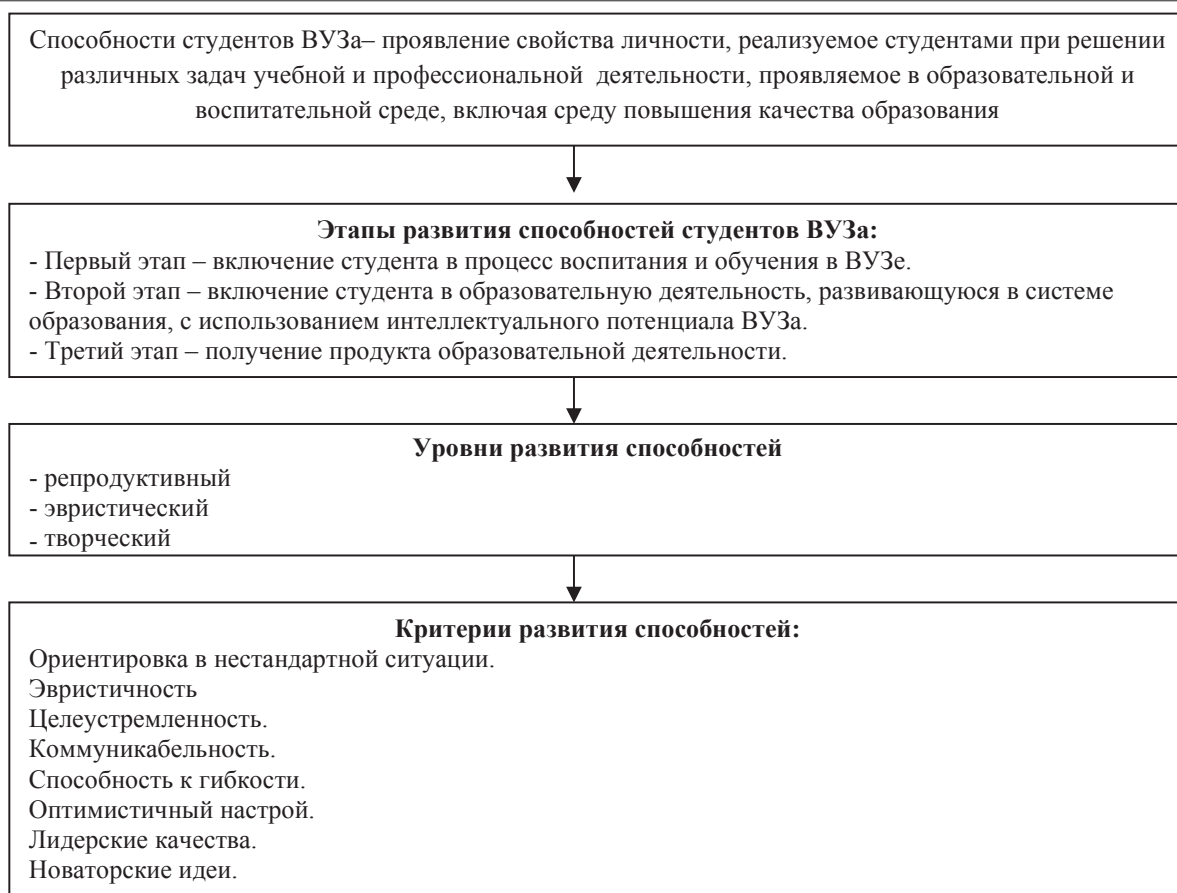 Способности студентов ВУЗа– проявление свойства личности, реализуемое студентами при решении
различных задач учебной и профессиональной деятельности, проявляемое в образовательной и
воспитательной среде, включая среду повышения качества образования
Этапы развития способностей студентов ВУЗа:
- Первый этап – включение студента в процесс воспитания и обучения в ВУЗе.
- Второй этап – включение студента в образовательную деятельность, развивающуюся в системе
образования, с использованием интеллектуального потенциала ВУЗа.
- Третий этап – получение продукта образовательной деятельности.
Уровни развития способностей
- репродуктивный
- эвристический
- творческий
Критерии развития способностей:
Ориентировка в нестандартной ситуации.
Эвристичность
Целеустремленность.
Коммуникабельность.
Способность к гибкости.
Оптимистичный настрой.
Лидерские качества.
Новаторские идеи.